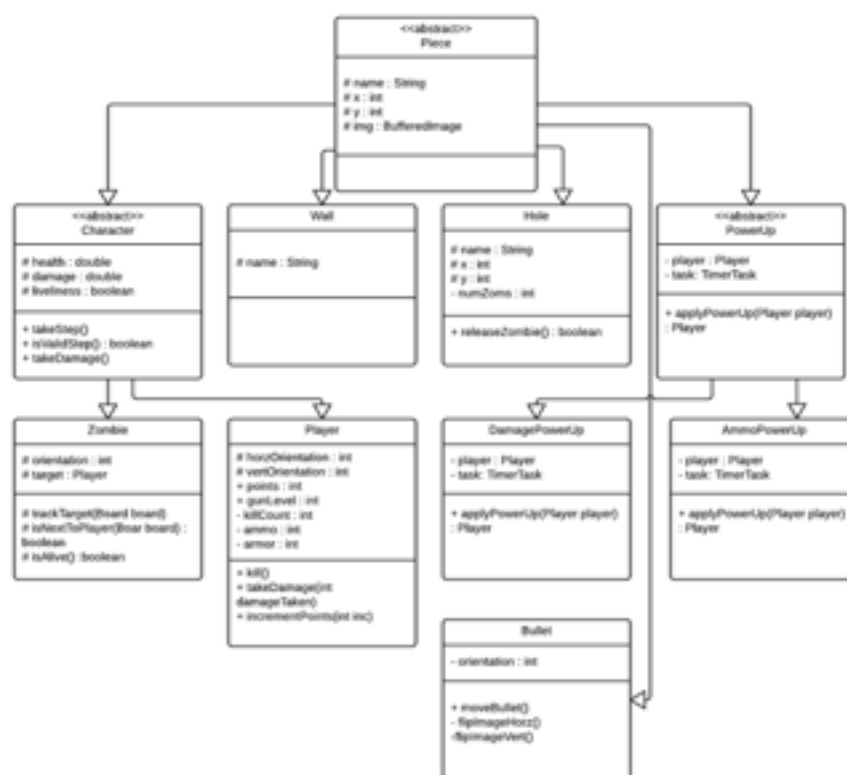 <<abstract>>
Piece
# name : String
# x : int
# y : int
# img : BufferedImage
<<abstract>>
Character
# health : double
# damage : double
# liveliness : boolean
+ takeStep()
+ isValidStep() : boolean
+ takeDamage()
Wall
# name : String
Hole
# name : String
# x : int
# y : int
- numZoms : int
+ releaseZombie() : boolean
<<abstract>>
PowerUp
- player : Player
- task: TimerTask
+ applyPowerUp(Player player)
: Player
Zombie
# orientation : int
# target : Player
# trackTarget(Board board)
# isNextToPlayer(Boar board) :
boolean
# isAlive() :boolean
Player
# horzOrientation : int
# vertOrientation : int
+ points : int
+ gunLevel : int
- killCount : int
- ammo : int
- armor : int
+ kill()
+ takeDamage(int
damageTaken)
+ incrementPoints(int inc)
DamagePowerUp
- player : Player
- task: TimerTask
+ applyPowerUp(Player player)
: Player
AmmoPowerUp
- player : Player
- task: TimerTask
+ applyPowerUp(Player player)
: Player
Bullet
- orientation : int
+ moveBullet()
- flipImageHorz()
-flipImageVert()